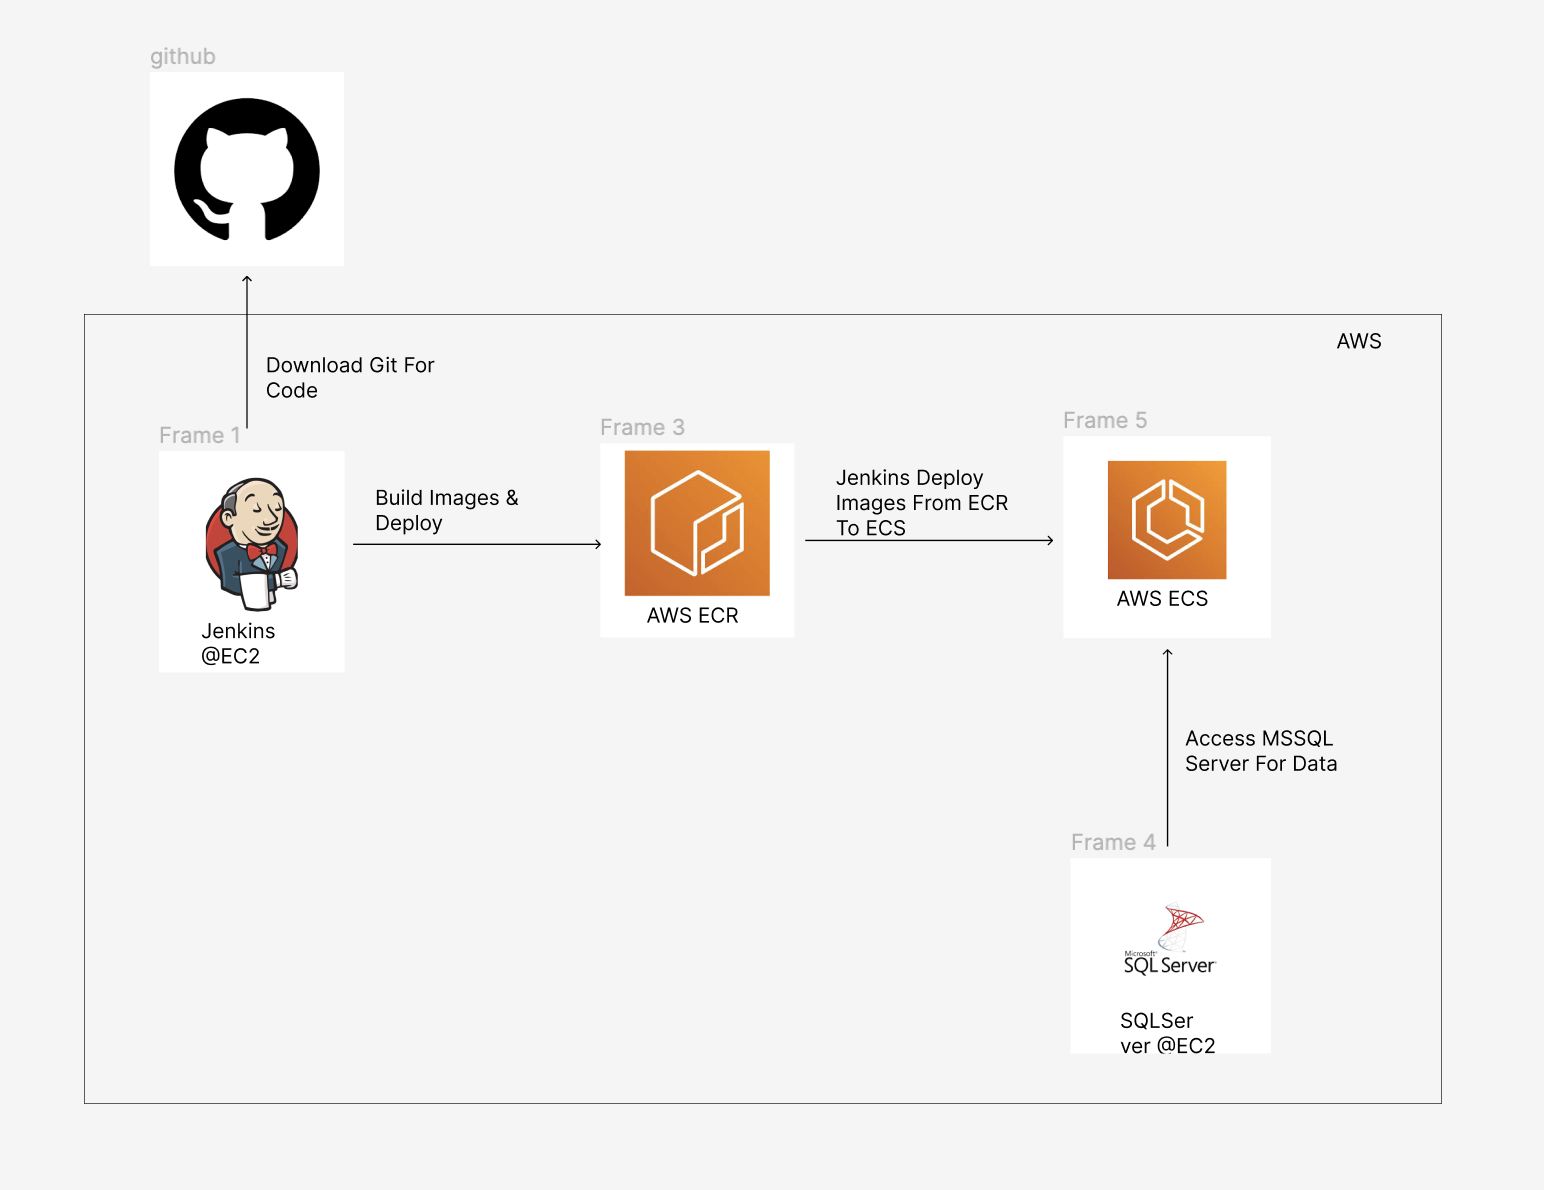 github
AWS
Download Git For
Code
Frame 1
Frame 3
Frame 5
Build Images &
Deploy
Jenkins Deploy
Images From ECR
To ECS
AWS ECR
AWS ECS
Jenkins
@EC2
Access MSSQL
Server For Data
Frame 4
Microsoft
SQL Server
SQLSer
ver @EC2